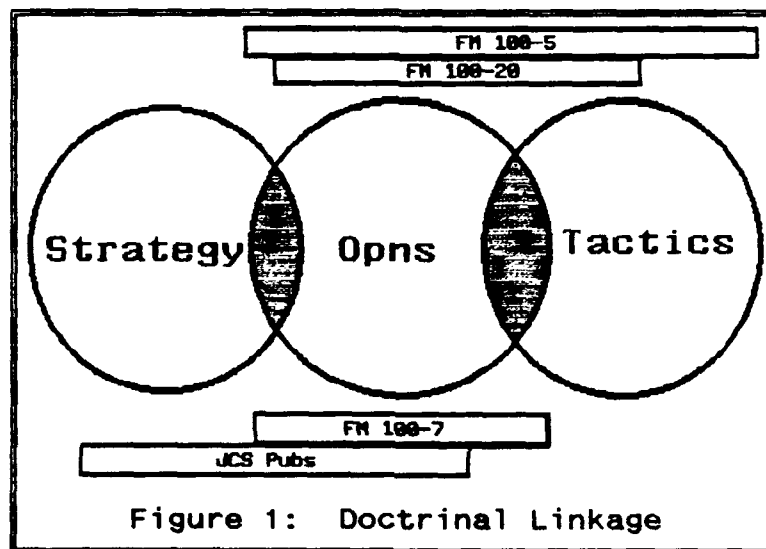 FM 100-5
FM 100-20
Strategy Opns Tactics
FM 100-7
JCS Pubs
Figure 1: Doctrinal Linkage